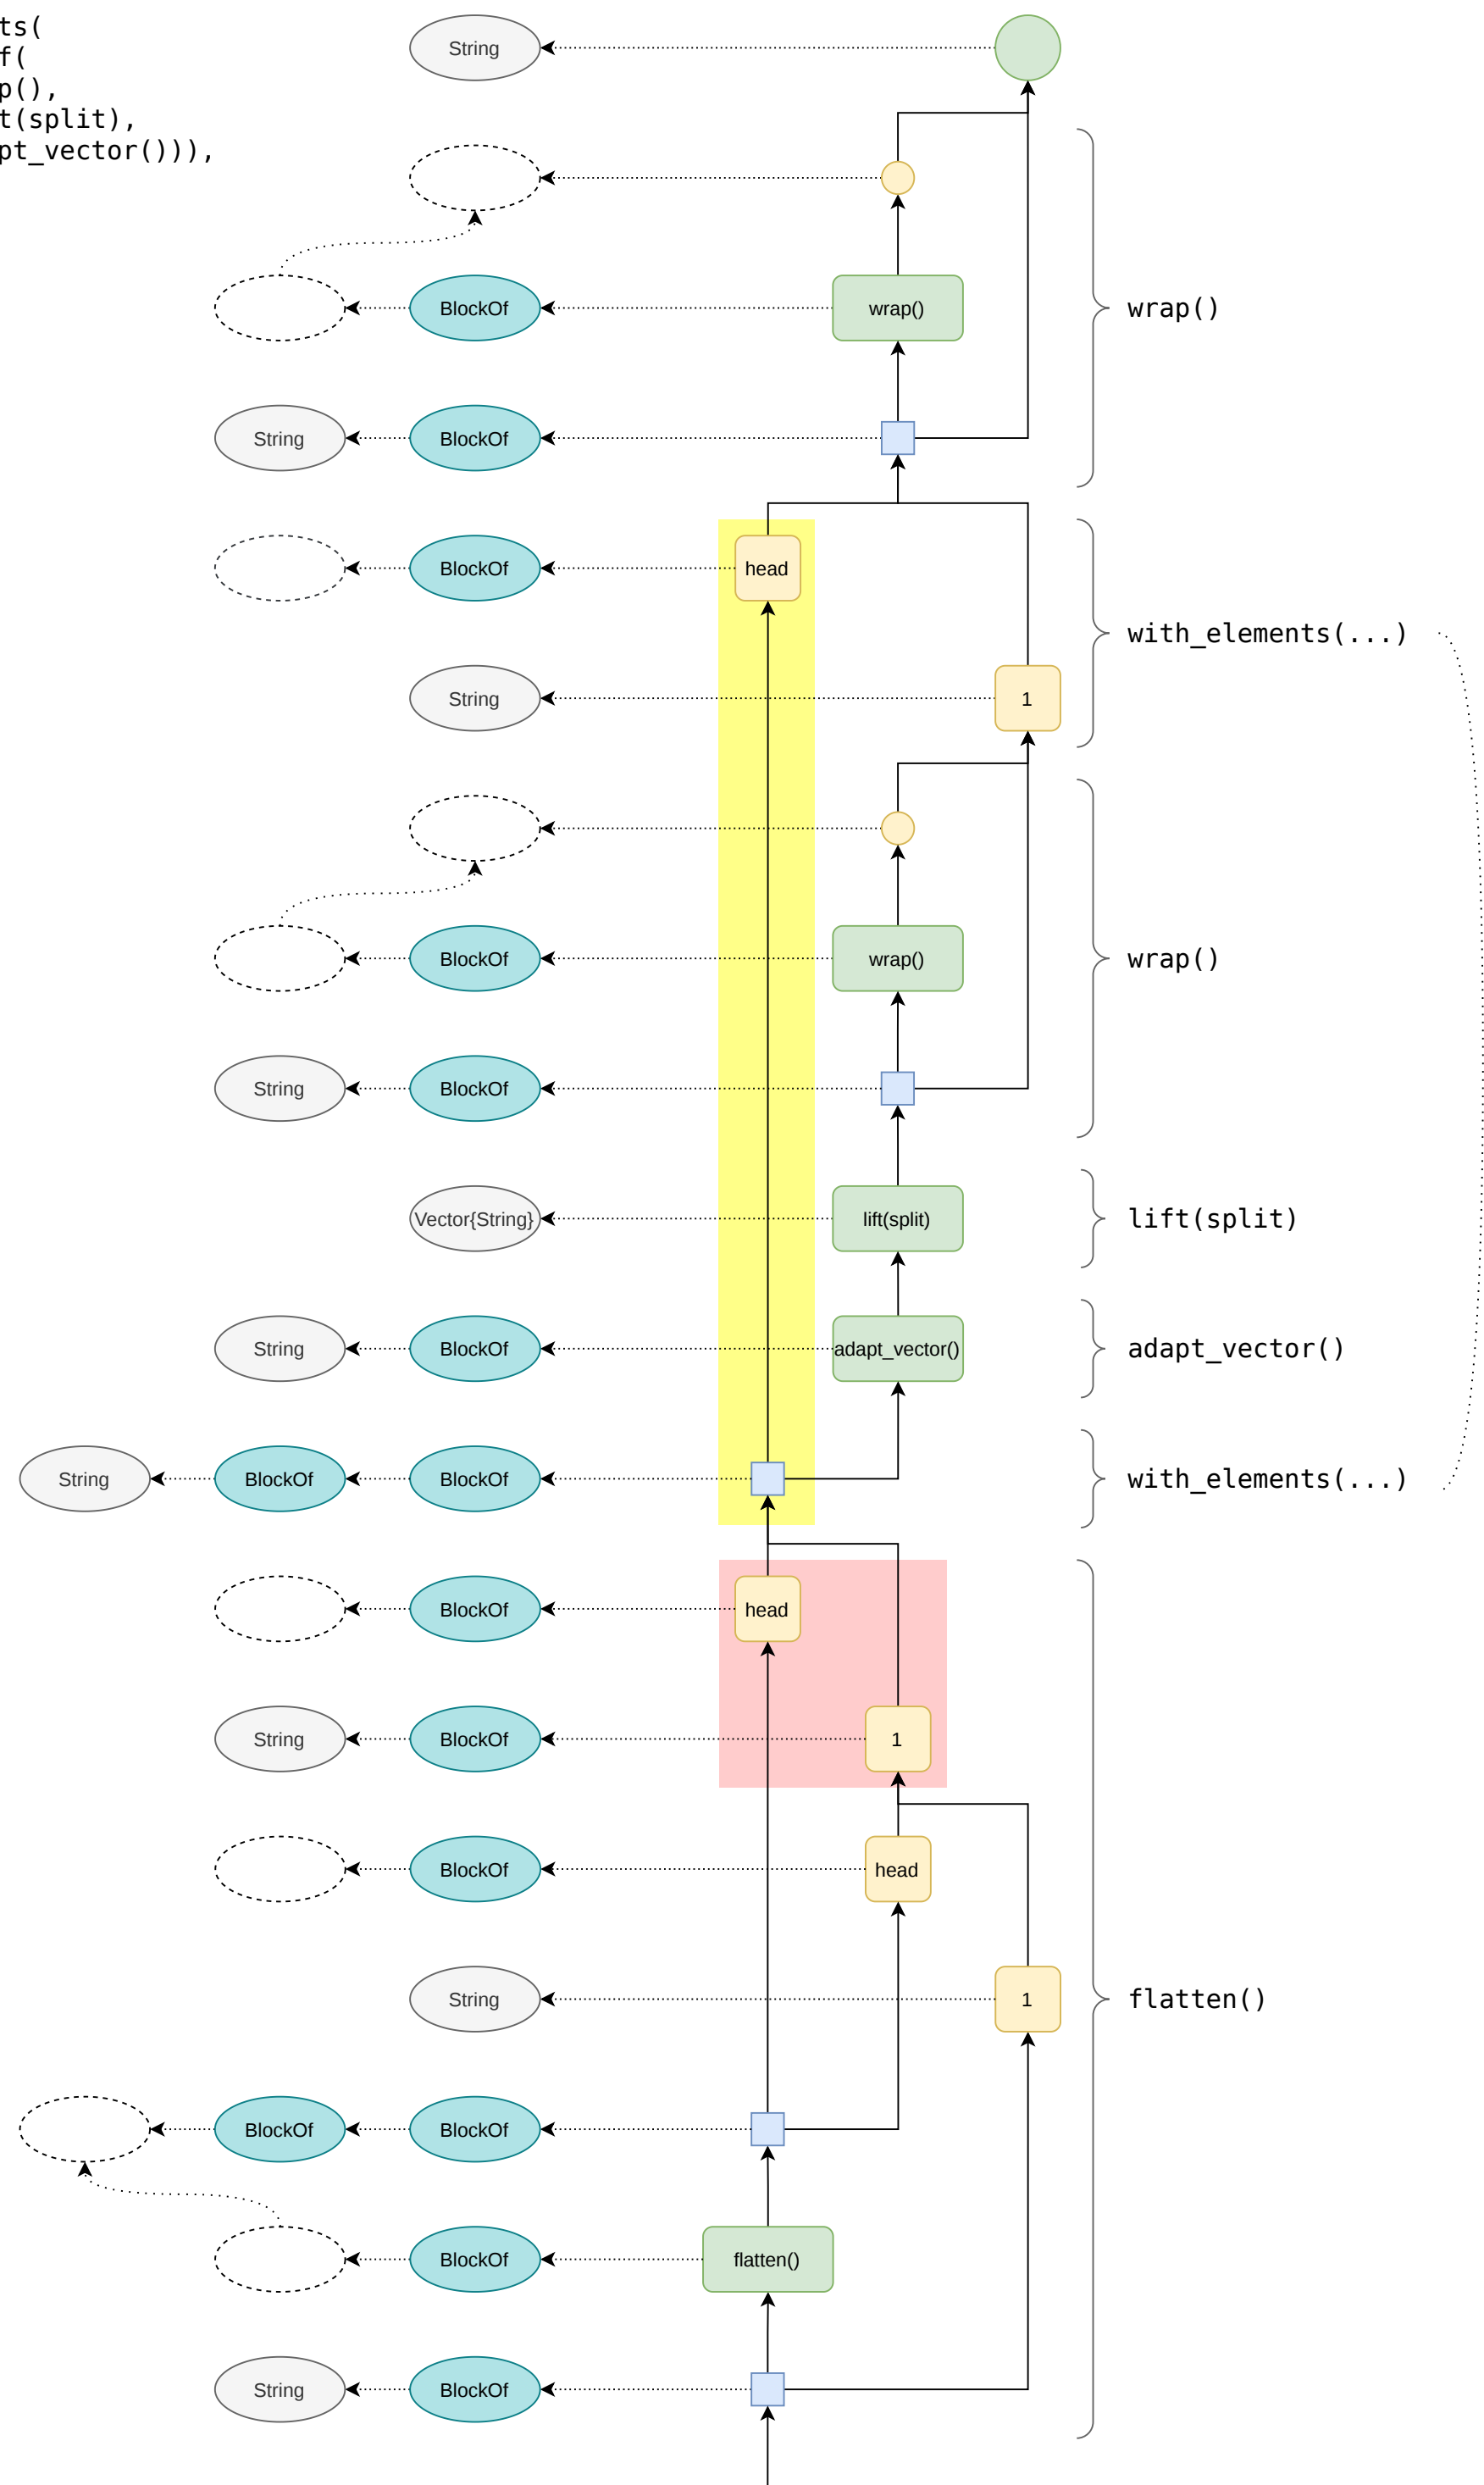 ts(
f(
p(),
t(split),
pt_vector())),
String
BlockOf
wrap()
wrap()
String
BlockOf
BlockOf
head
with_elements(...)
String
1
BlockOf
wrap()
wrap()
String
BlockOf
Vector{String}
lift(split)
lift(split)
String
BlockOf
adapt_vector()
adapt_vector()
String
BlockOf
BlockOf
with_elements(...)
BlockOf
head
String
BlockOf
1
BlockOf
head
String
1
flatten()
BlockOf
BlockOf
BlockOf
flatten()
String
BlockOf